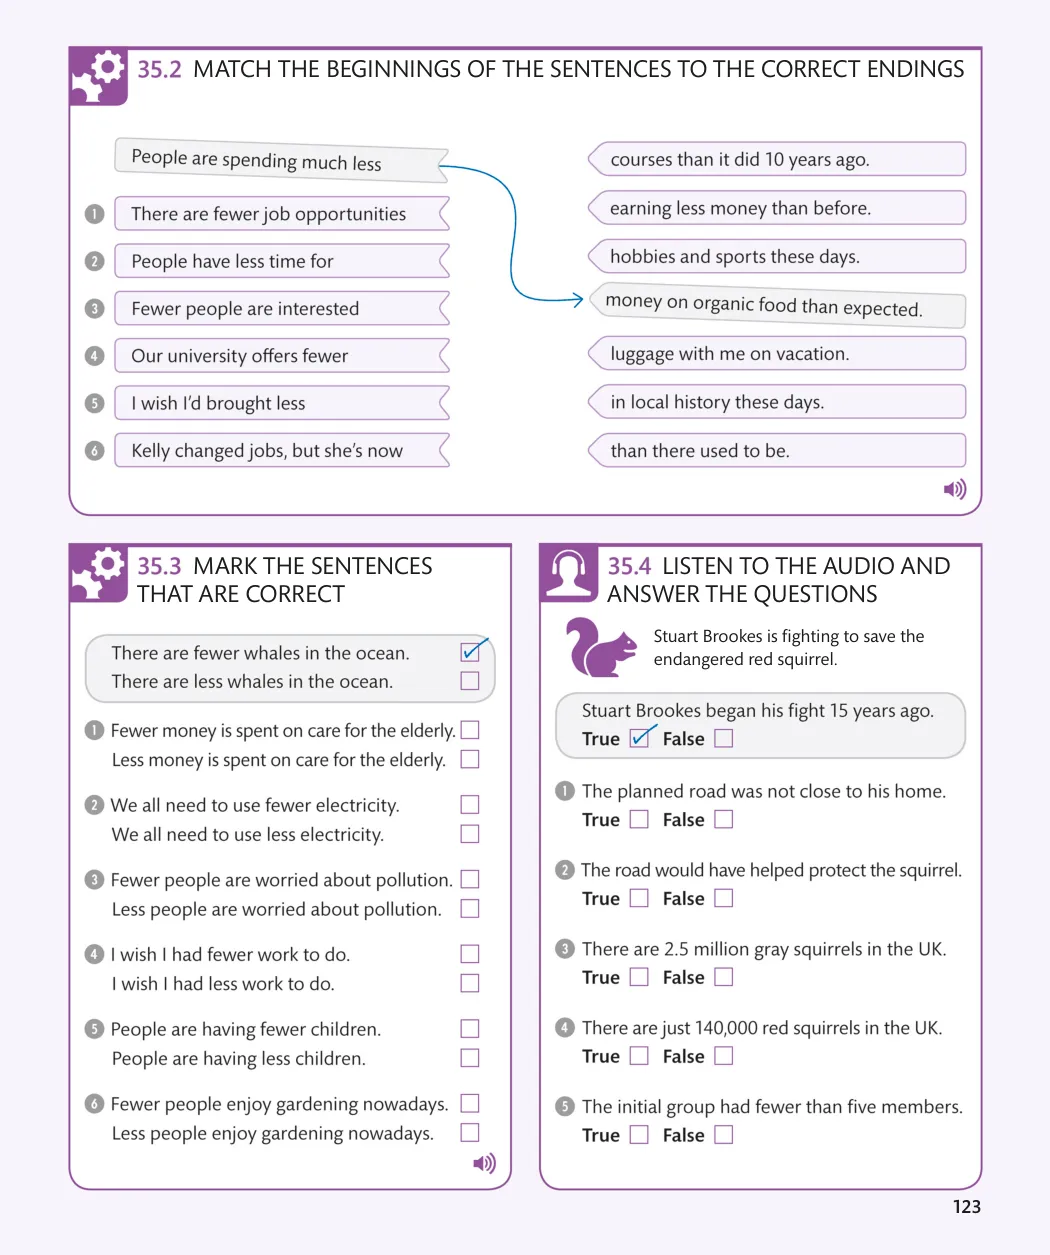 35.2 MATCH THE BEGINNINGS OF THE SENTENCES TO THE CORRECT ENDINGS
People are spending much less
1 There are fewer job opportunities
2 People have less time for
3 Fewer people are interested
4 Our university offers fewer
5 I wish I’d brought less
6 Kelly changed jobs, but she’s now
courses than it did 10 years ago.
earning less money than before.
hobbies and sports these days.
money on organic food than expected.
luggage with me on vacation.
in local history these days.
than there used to be.
35.3 MARK THE SENTENCES
THAT ARE CORRECT
There are fewer whales in the ocean.
There are less whales in the ocean.
1 Fewer money is spent on care for the elderly.
Less money is spent on care for the elderly.
2 We all need to use fewer electricity.
We all need to use less electricity.
3 Fewer people are worried about pollution.
Less people are worried about pollution.
4 I wish I had fewer work to do.
I wish I had less work to do.
5 People are having fewer children.
People are having less children.
6 Fewer people enjoy gardening nowadays.
Less people enjoy gardening nowadays.
35.4 LISTEN TO THE AUDIO AND
ANSWER THE QUESTIONS
Stuart Brookes is fighting to save the
endangered red squirrel.
Stuart Brookes began his fight 15 years ago.
True False
1 The planned road was not close to his home.
True False
2 The road would have helped protect the squirrel.
True False
3 There are 2.5 million gray squirrels in the UK.
True False
4 There are just 140,000 red squirrels in the UK.
True False
5 The initial group had fewer than five members.
True False
123